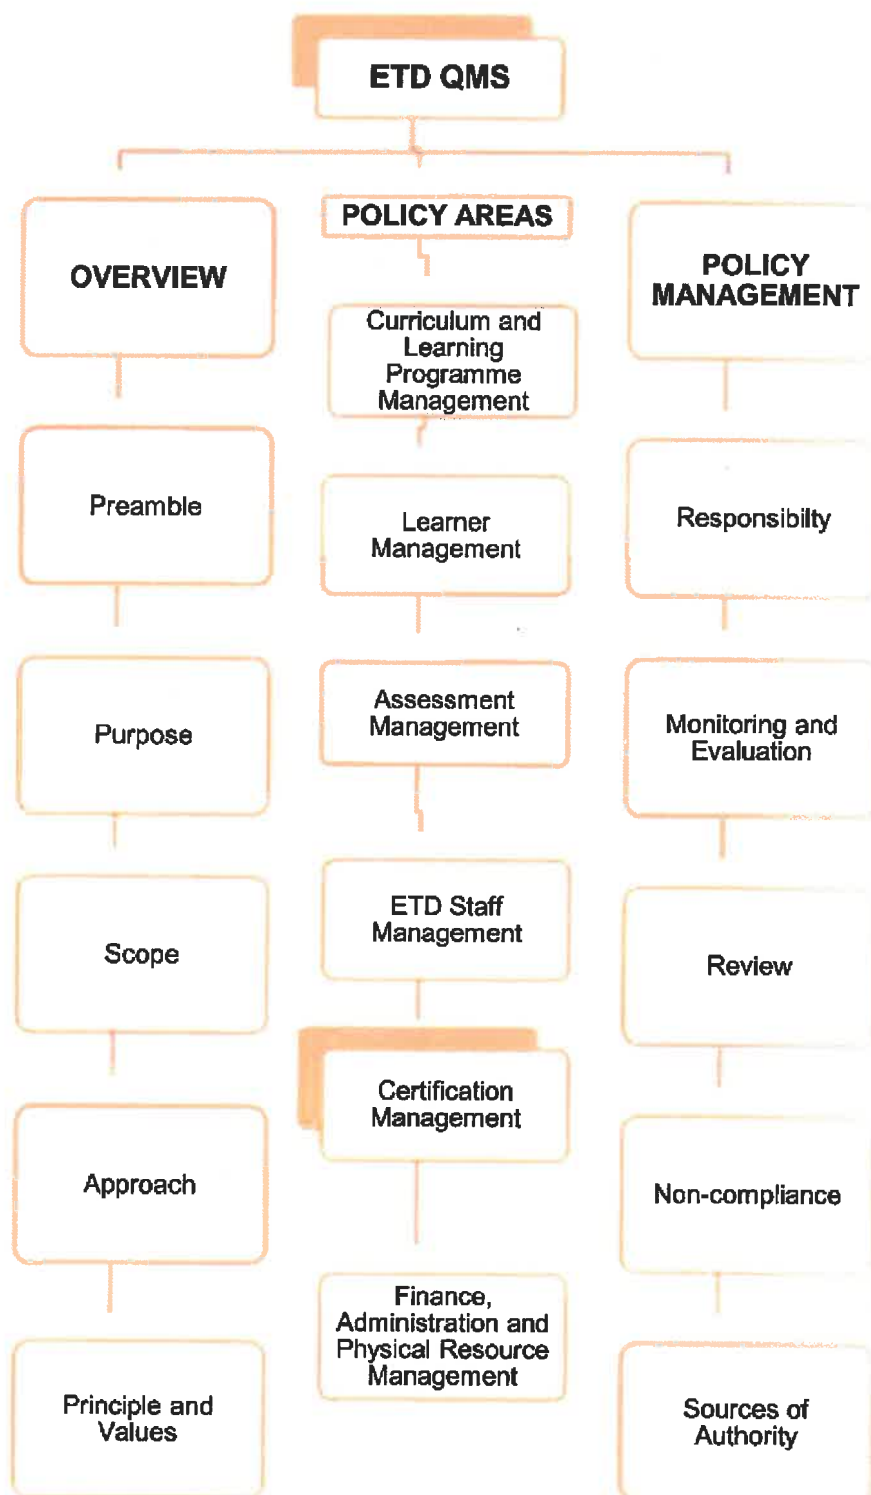 ETD QMS
OVERVIEW
Preamble
Purpose
Scope
Approach
Principle and
Values
POLICY AREAS
Curriculum and
Learning
Programme
Management
Learner
Management
Assessment
Management
ETD Staff
Management
Certification
Management
Finance,
Administration and
Physical Resource
Management
POLICY
MANAGEMENT
Responsibilty
Monitoring and
Evaluation
Review
Non-compliance
Sources of
Authority